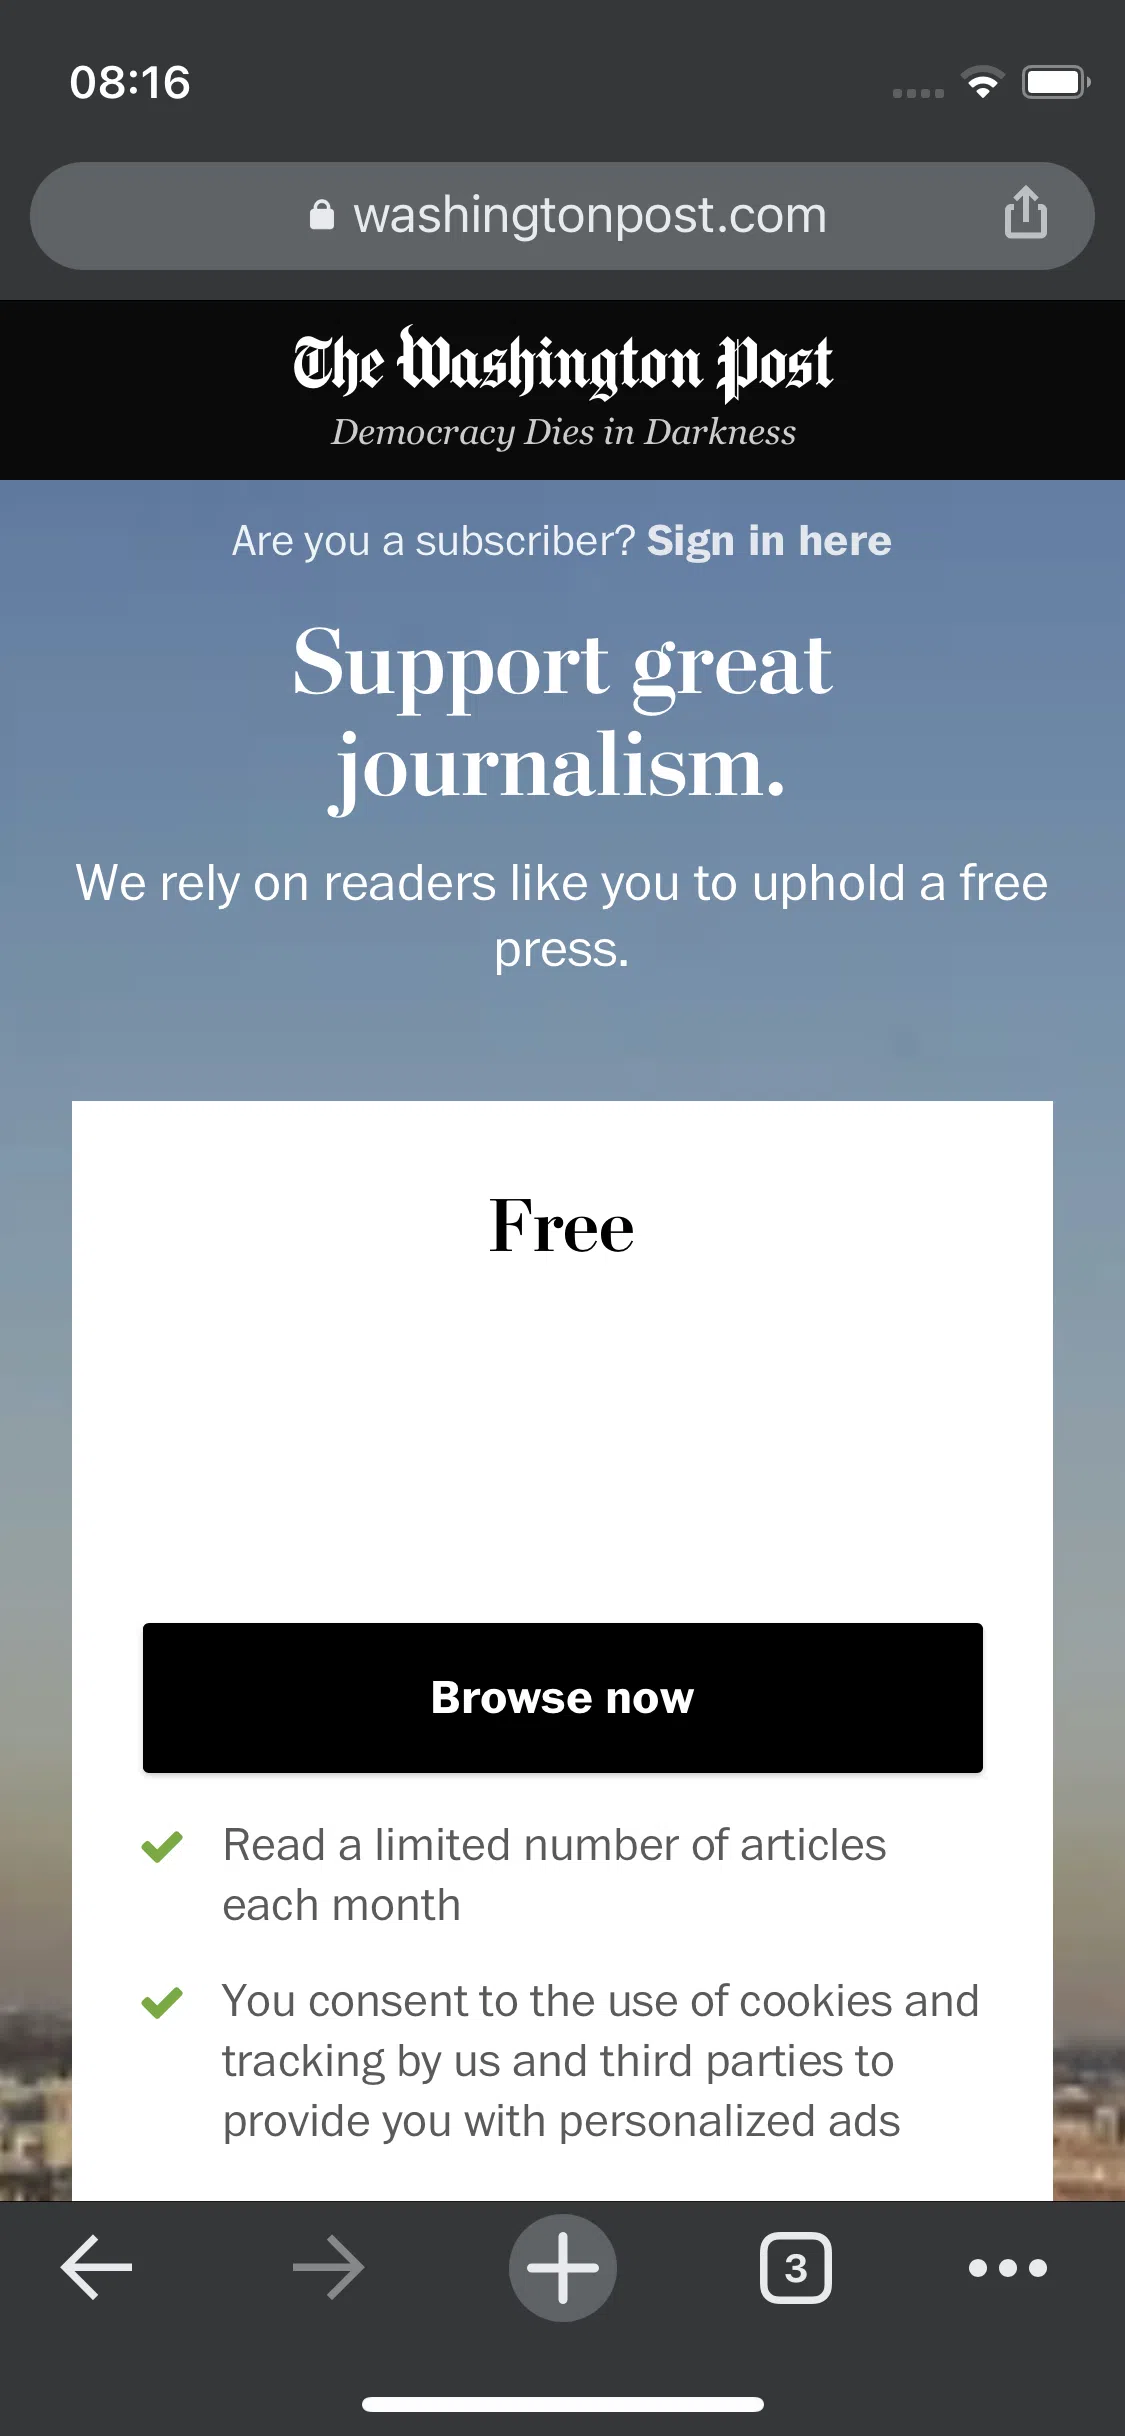 08:16
washingtonpost.com
The Washington Post
Democracy Dies in Darkness
Are you a subscriber? Sign in here
Support great
journalism.
We rely on readers like you to uphold a free
press.
Free
Browse now
Read a limited number of articles
each month
You consent to the use of cookies and
tracking by us and third parties to
provide you with personalized ads
3